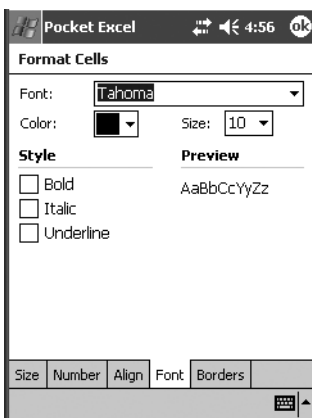 Pocket Excel 4:56 ok
Format Cells
Font: Tahoma
Color: Size: 10
Style Preview
Bold AaBbCcYyZz
Italic
Underline
Size Number Align Font Borders